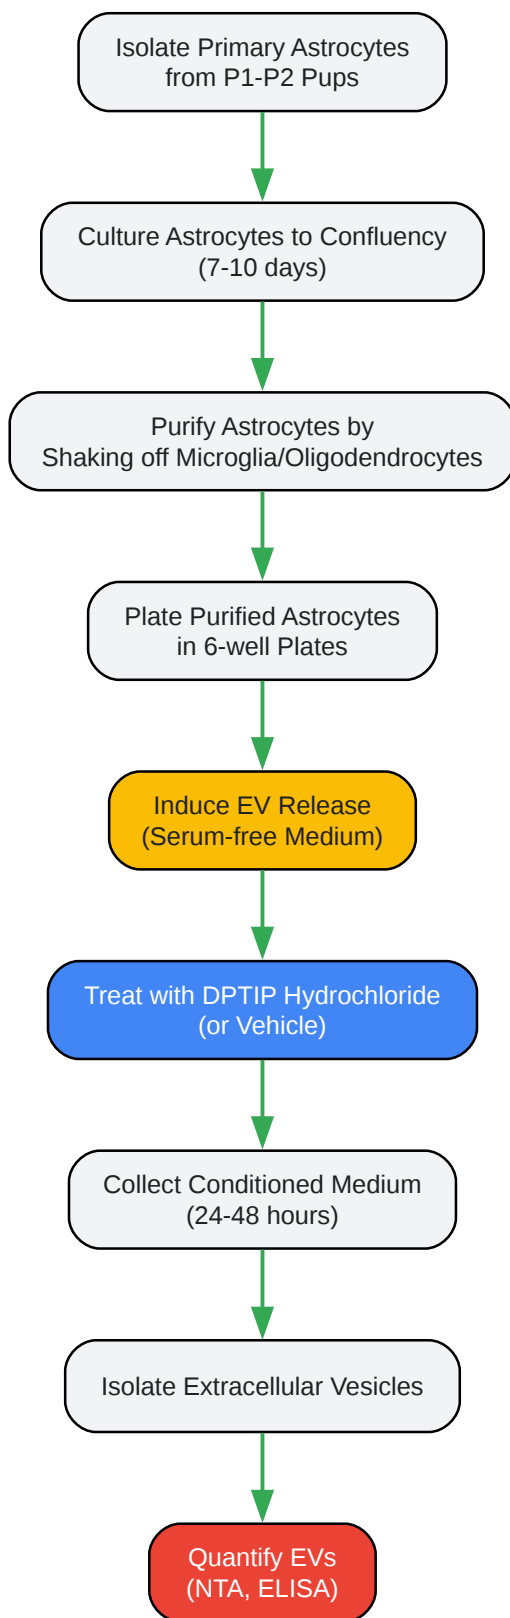 Isolate Primary Astrocytes
from P1-P2 Pups
Culture Astrocytes to Confluency
(7-10 days)
Purify Astrocytes by
Shaking off Microglia/Oligodendrocytes
Plate Purified Astrocytes
in 6-well Plates
Induce EV Release
(Serum-free Medium)
Treat with DPTIP Hydrochloride
(or Vehicle)
Collect Conditioned Medium
(24-48 hours)
Isolate Extracellular Vesicles
Quantify EVs
(NTA, ELISA)